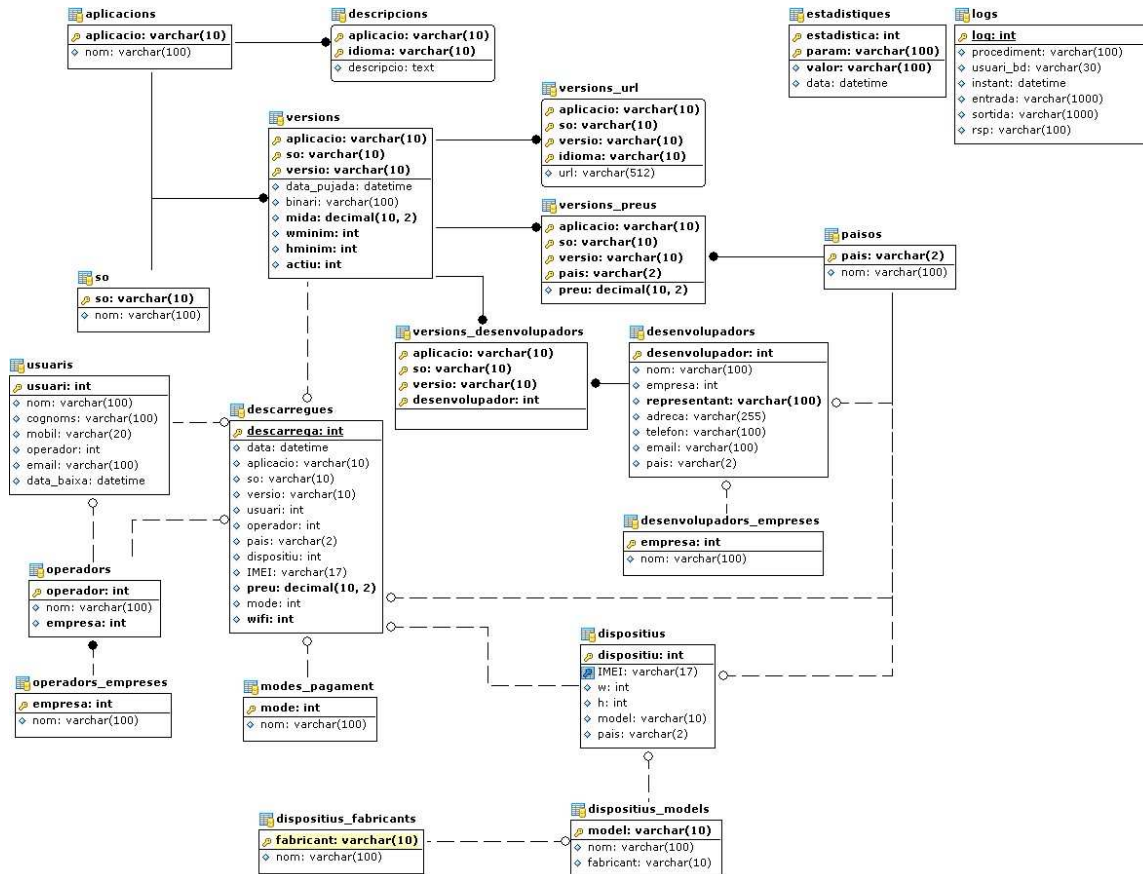 aplicacions
aplicacio: varchar(10)
nom: varchar(100)
descripcions
aplicacio: varchar(10)
idioma: varchar(10)
descripcio: text
estadistiques
estadistica: int
param: varchar(100)
valor: varchar(100)
data: datetime
logs
log: int
procediment: varchar(100)
usuari_bd: varchar(30)
instant: datetime
entrada: varchar(1000)
sortida: varchar(1000)
rsp: varchar(100)
versions
aplicacio: varchar(10)
so: varchar(10)
versio: varchar(10)
data_pujada: datetime
binari: varchar(100)
mida: decimal(10, 2)
wminim: int
hminim: int
actiu: int
versions_url
aplicacio: varchar(10)
so: varchar(10)
versio: varchar(10)
idioma: varchar(10)
url: varchar(512)
versions_preus
aplicacio: varchar(10)
so: varchar(10)
versio: varchar(10)
pais: varchar(2)
preu: decimal(10, 2)
paisos
pais: varchar(2)
nom: varchar(100)
so
so: varchar(10)
nom: varchar(100)
versions_desenvolupadors
aplicacio: varchar(10)
so: varchar(10)
versio: varchar(10)
desenvolupador: int
desenvolupadors
desenvolupador: int
nom: varchar(100)
empresa: int
representant: varchar(100)
adreca: varchar(255)
telefon: varchar(100)
email: varchar(100)
pais: varchar(2)
usuaris
usuari: int
nom: varchar(100)
cognoms: varchar(100)
mobil: varchar(20)
operador: int
email: varchar(100)
data_baixa: datetime
descarregues
descarrega: int
data: datetime
aplicacio: varchar(10)
so: varchar(10)
versio: varchar(10)
usuari: int
operador: int
pais: varchar(2)
dispositiu: int
IMEI: varchar(17)
preu: decimal(10, 2)
mode: int
wifi: int
desenvolupadors_empreses
empresa: int
nom: varchar(100)
operadors
operador: int
nom: varchar(100)
empresa: int
operadors_empreses
empresa: int
nom: varchar(100)
modes_pagament
mode: int
nom: varchar(100)
dispositius
dispositiu: int
IMEI: varchar(17)
w: int
h: int
model: varchar(10)
pais: varchar(2)
dispositius_fabricants
fabricant: varchar(10)
nom: varchar(100)
dispositius_models
model: varchar(10)
nom: varchar(100)
fabricant: varchar(10)